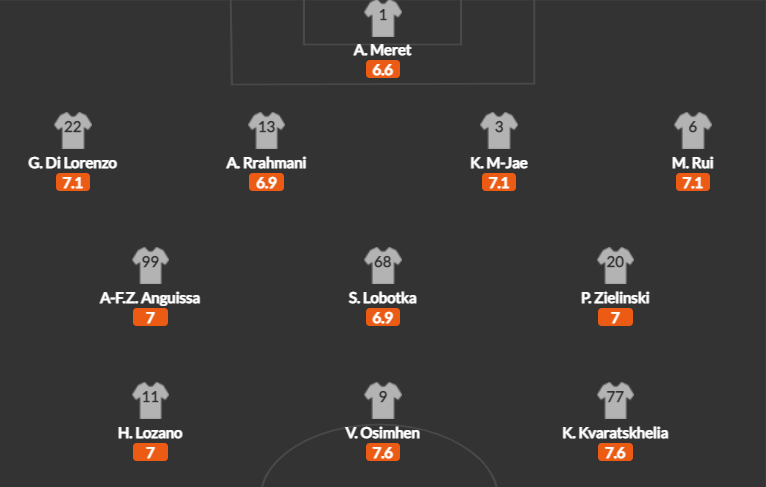 1
A. Meret
6.6
22
13
3
6
G. Di Lorenzo
A. Rrahmani
K. M-Jae
M. Rui
7.1
6.9
7.1
7.1
99
68
20
A-F.Z. Anguissa
S. Lobotka
P. Zielinski
7
6.9
7
11
9
77
H. Lozano
V. Osimhen
K. Kvaratskhelia
7
7.6
7.6